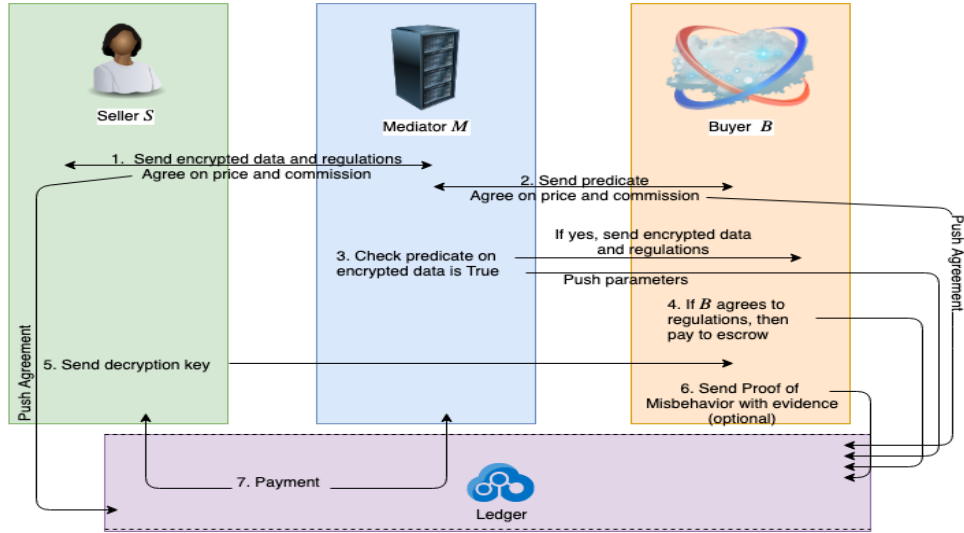 Seller S
Mediator M
Buyer B
1. Send encrypted data and regulations
Agree on price and commission
2. Send predicate
Agree on price and commission
If yes, send encrypted data
and regulations
3. Check predicate on
encrypted data is True
Push parameters
4. If B agrees to
regulations, then
pay to escrow
Push Agreement
Push Agreement
5. Send decryption key
6. Send Proof of
Misbehavior with evidence
(optional)
7. Payment
Ledger